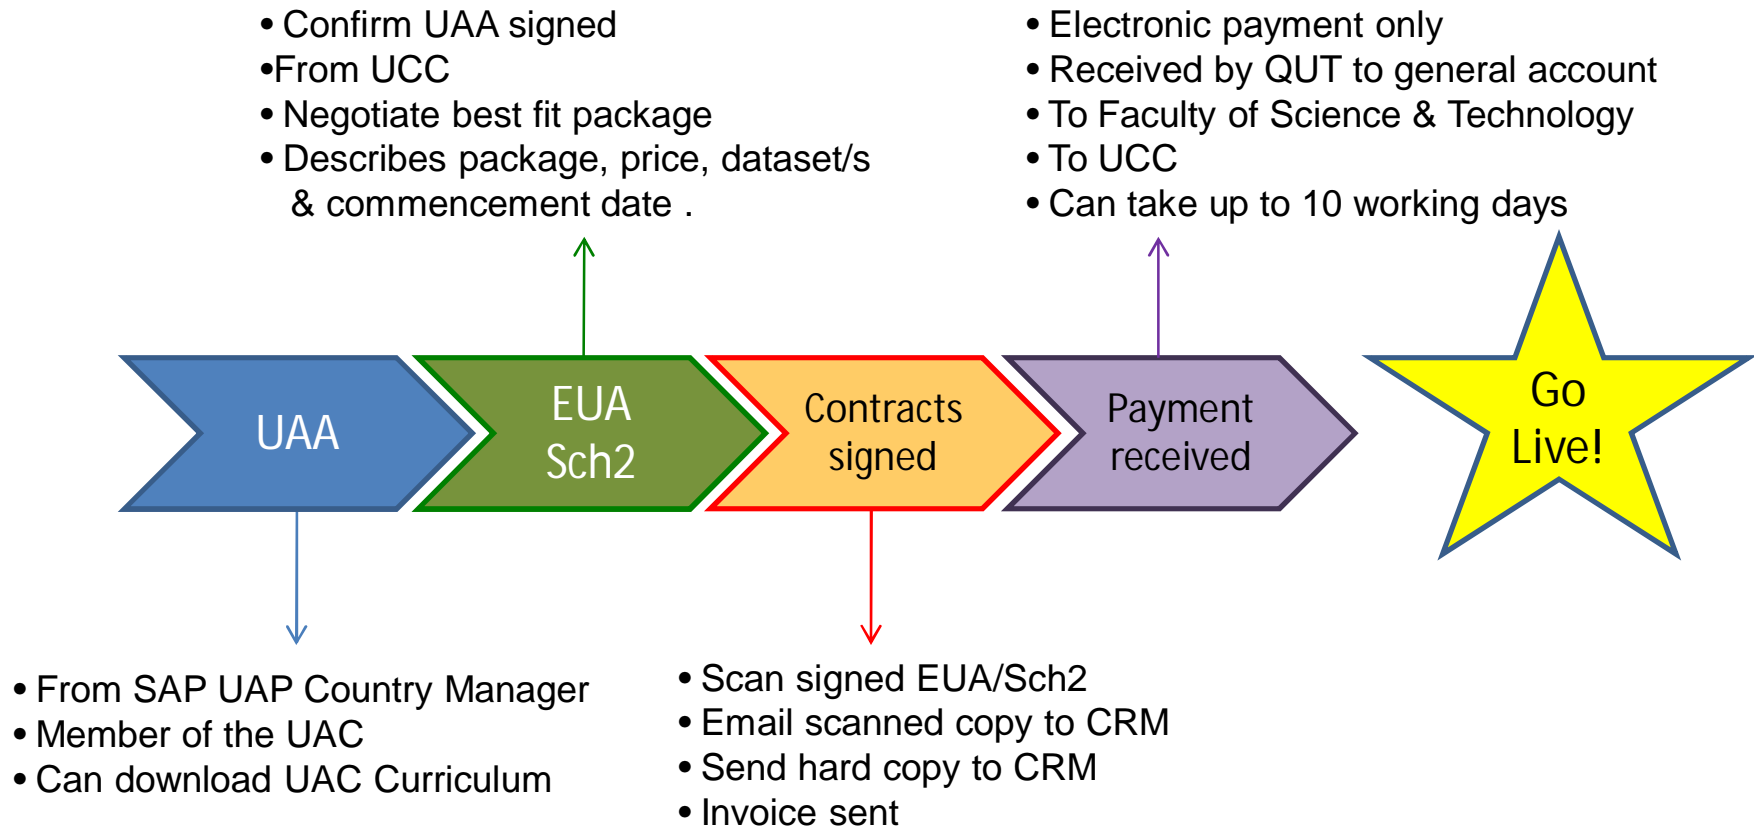 • Confirm UAA signed
•From UCC
• Negotiate best fit package
• Describes package, price, dataset/s
& commencement date .
• Electronic payment only
• Received by QUT to general account
• To Faculty of Science & Technology
• To UCC
• Can take up to 10 working days
UAA
EUA
Sch2
Contracts
signed
Payment
received
Go
Live!
• From SAP UAP Country Manager
• Member of the UAC
• Can download UAC Curriculum
• Scan signed EUA/Sch2
• Email scanned copy to CRM
• Send hard copy to CRM
• Invoice sent